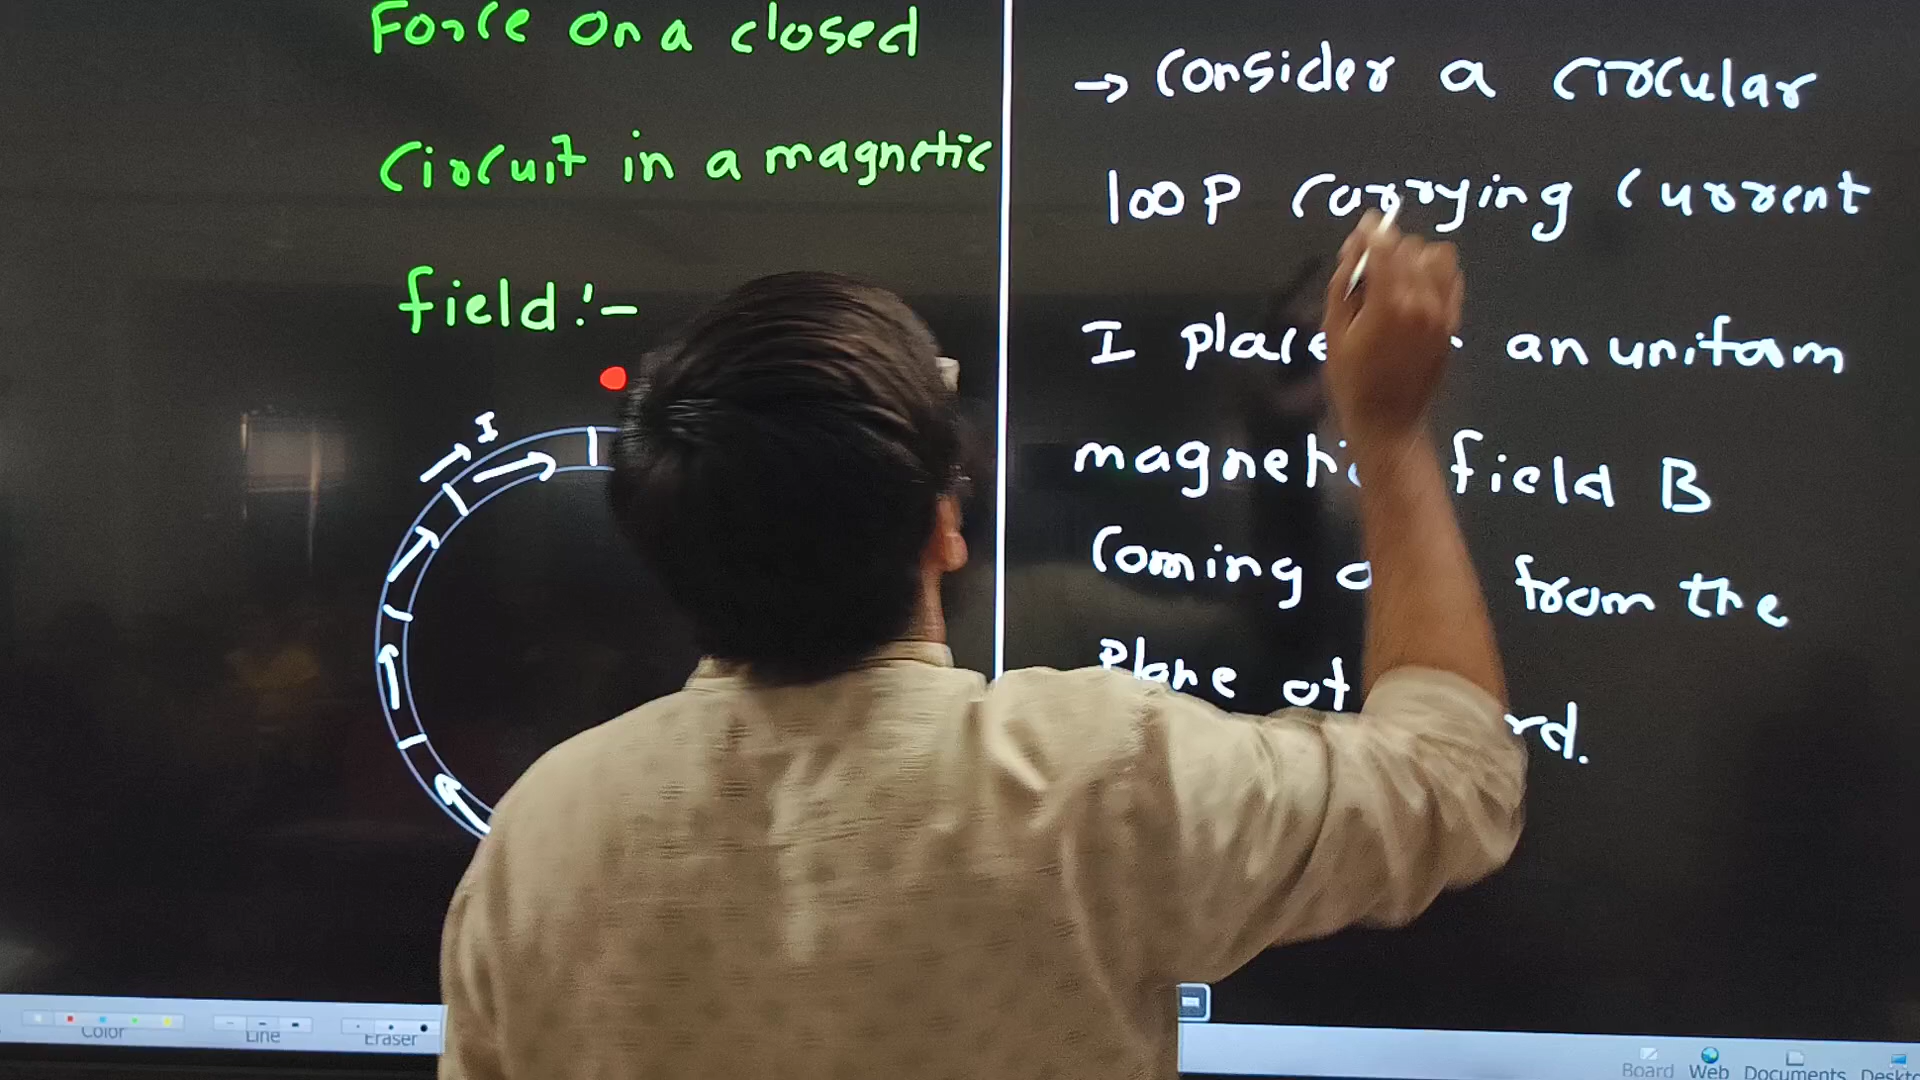 Force on a closed
Circuit in a magnetic
field:-
I
→ Consider a circular
loop carrying current
I place an uniform
magnetic field B
Coming from the
Plane of
Color Line Eraser
Board Web Documents